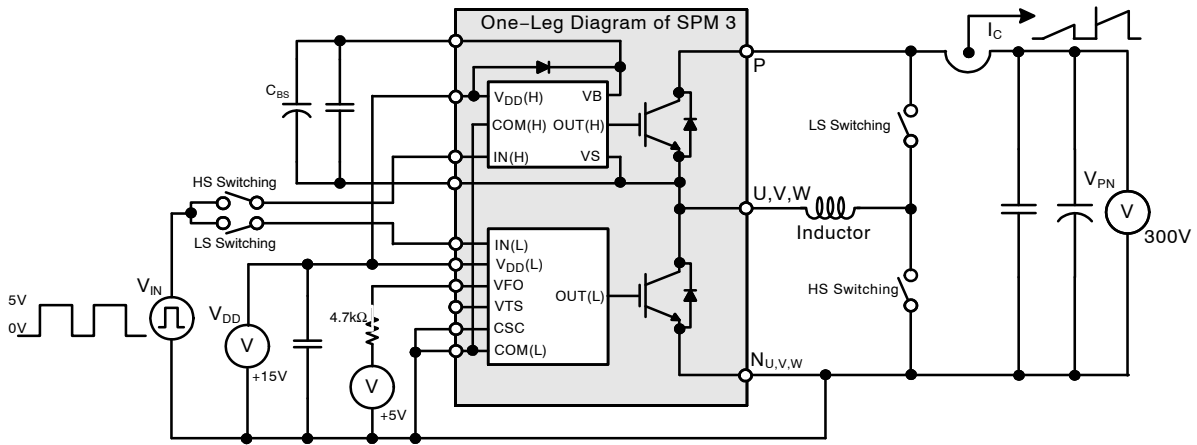 One−Leg Diagram of SPM 3
I_C
P
C_BS
V_DD(H)
VB
COM(H)
OUT(H)
LS Switching
IN(H)
VS
HS Switching
U,V,W
V_PN
Inductor
V
300V
LS Switching
IN(L)
V_DD(L)
VFO
OUT(L)
HS Switching
V_IN
5V
0V
V_DD
4.7kΩ
VTS
CSC
COM(L)
V
+15V
V
+5V
N_U,V,W